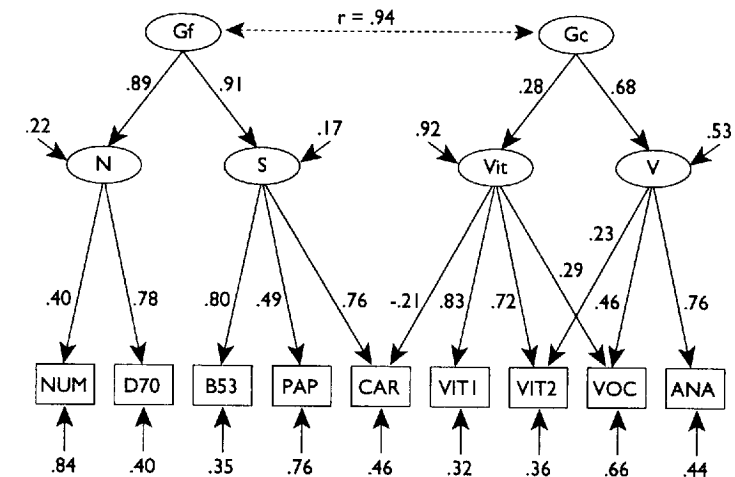 Gf r = .94 Gc
.89 .91 .28 .68
.22 .17 .92 .53
N S Vit V
.23
.29
.40 .78 .80 .49 .76 -.21 .83 .72 .46 .76
NUM D70 B53 PAP CAR VIT1 VIT2 VOC ANA
.84 .40 .35 .76 .46 .32 .36 .66 .44